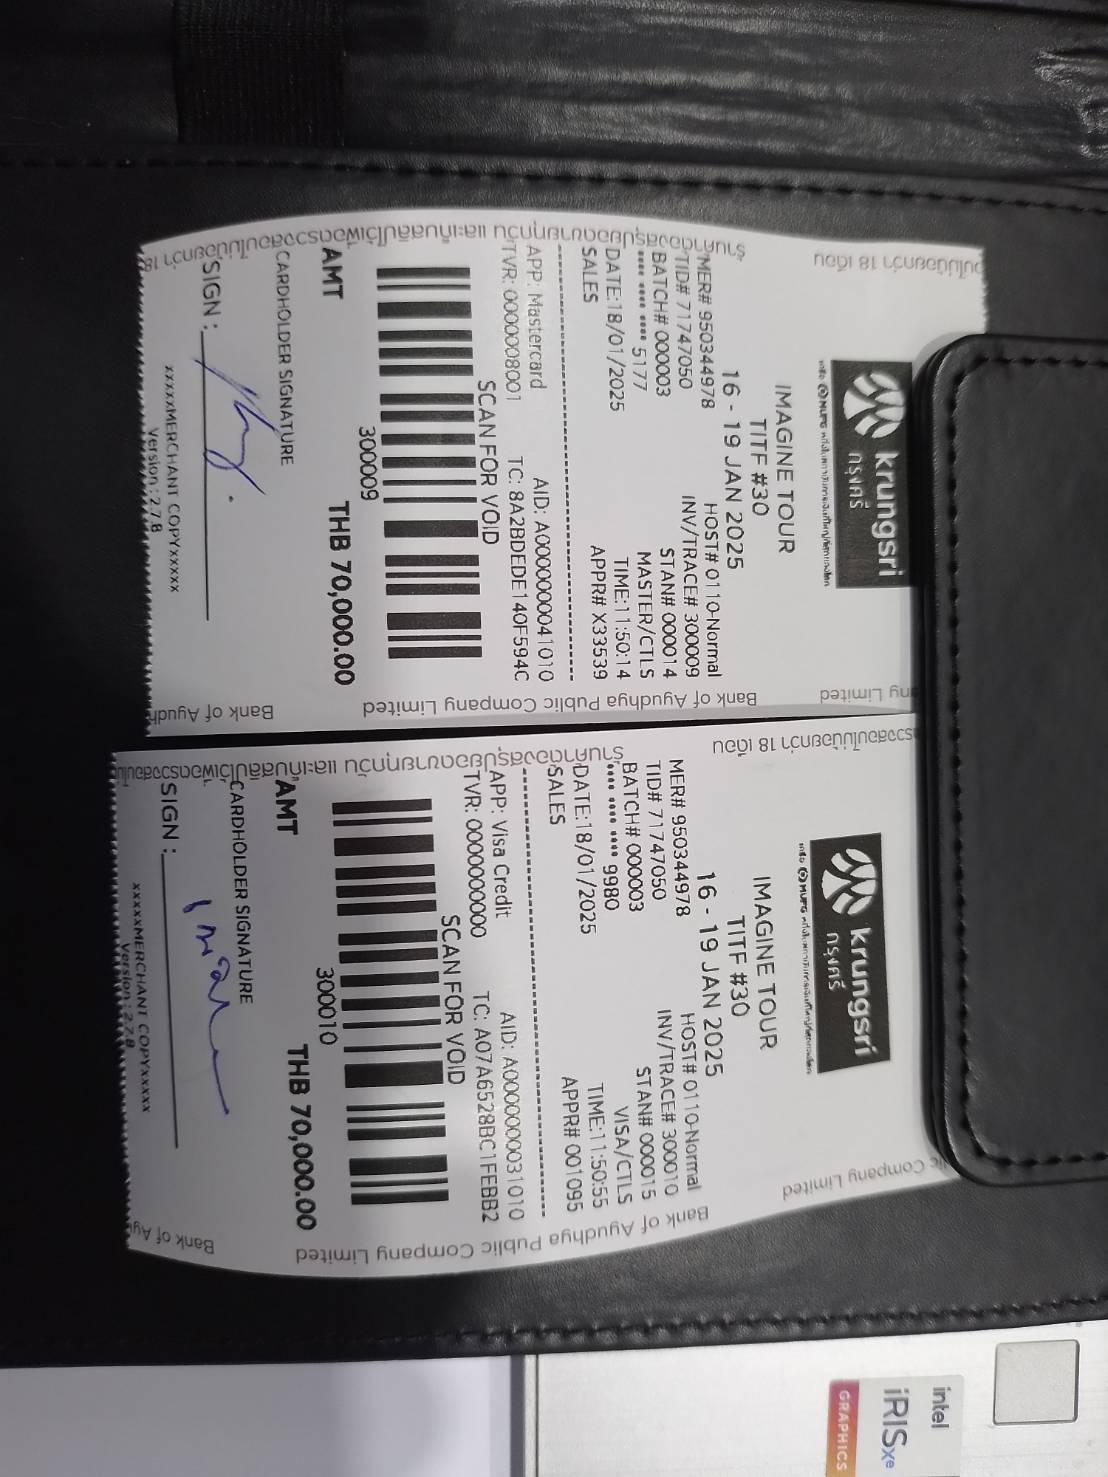 krungsri
กรุงศรี
IMAGINE TOUR
TITF #30
16 - 19 JAN 2025
MER# 950344978 HOST# 0110-Normal
TID# 71747050 INV/TRACE# 300009
BATCH# 000003 STAN# 000014
**** **** **** 5177 MASTER/CTLS
DATE:18/01/2025 TIME:11:50:14
SALES APPR# X33539
APP: Mastercard AID: A0000000041010
TVR: 0000008001 TC: 8A2BDEDE140F594C
SCAN FOR VOID
300009
AMT THB 70,000.00
CARDHOLDER SIGNATURE
SIGN :
xxxxxMERCHANT COPYxxxxx
Version : 2.7.B
Bank of Ayudhya Public Company Limited
krungsri
กรุงศรี
IMAGINE TOUR
TITF #30
16 - 19 JAN 2025
MER# 950344978 HOST# 0110-Normal
TID# 71747050 INV/TRACE# 300010
BATCH# 000003 STAN# 000015
**** **** **** 9980 VISA/CTLS
DATE:18/01/2025 TIME:11:50:55
SALES APPR# 001095
APP: Visa Credit AID: A0000000031010
TVR: 0000000000 TC: A07A6528BC1FEBB2
SCAN FOR VOID
300010
AMT THB 70,000.00
CARDHOLDER SIGNATURE
SIGN :
xxxxxMERCHANT COPYxxxxx
Version : 2.7.B
Bank of Ayudhya Public Company Limited
intel
iRISxe
GRAPHICS